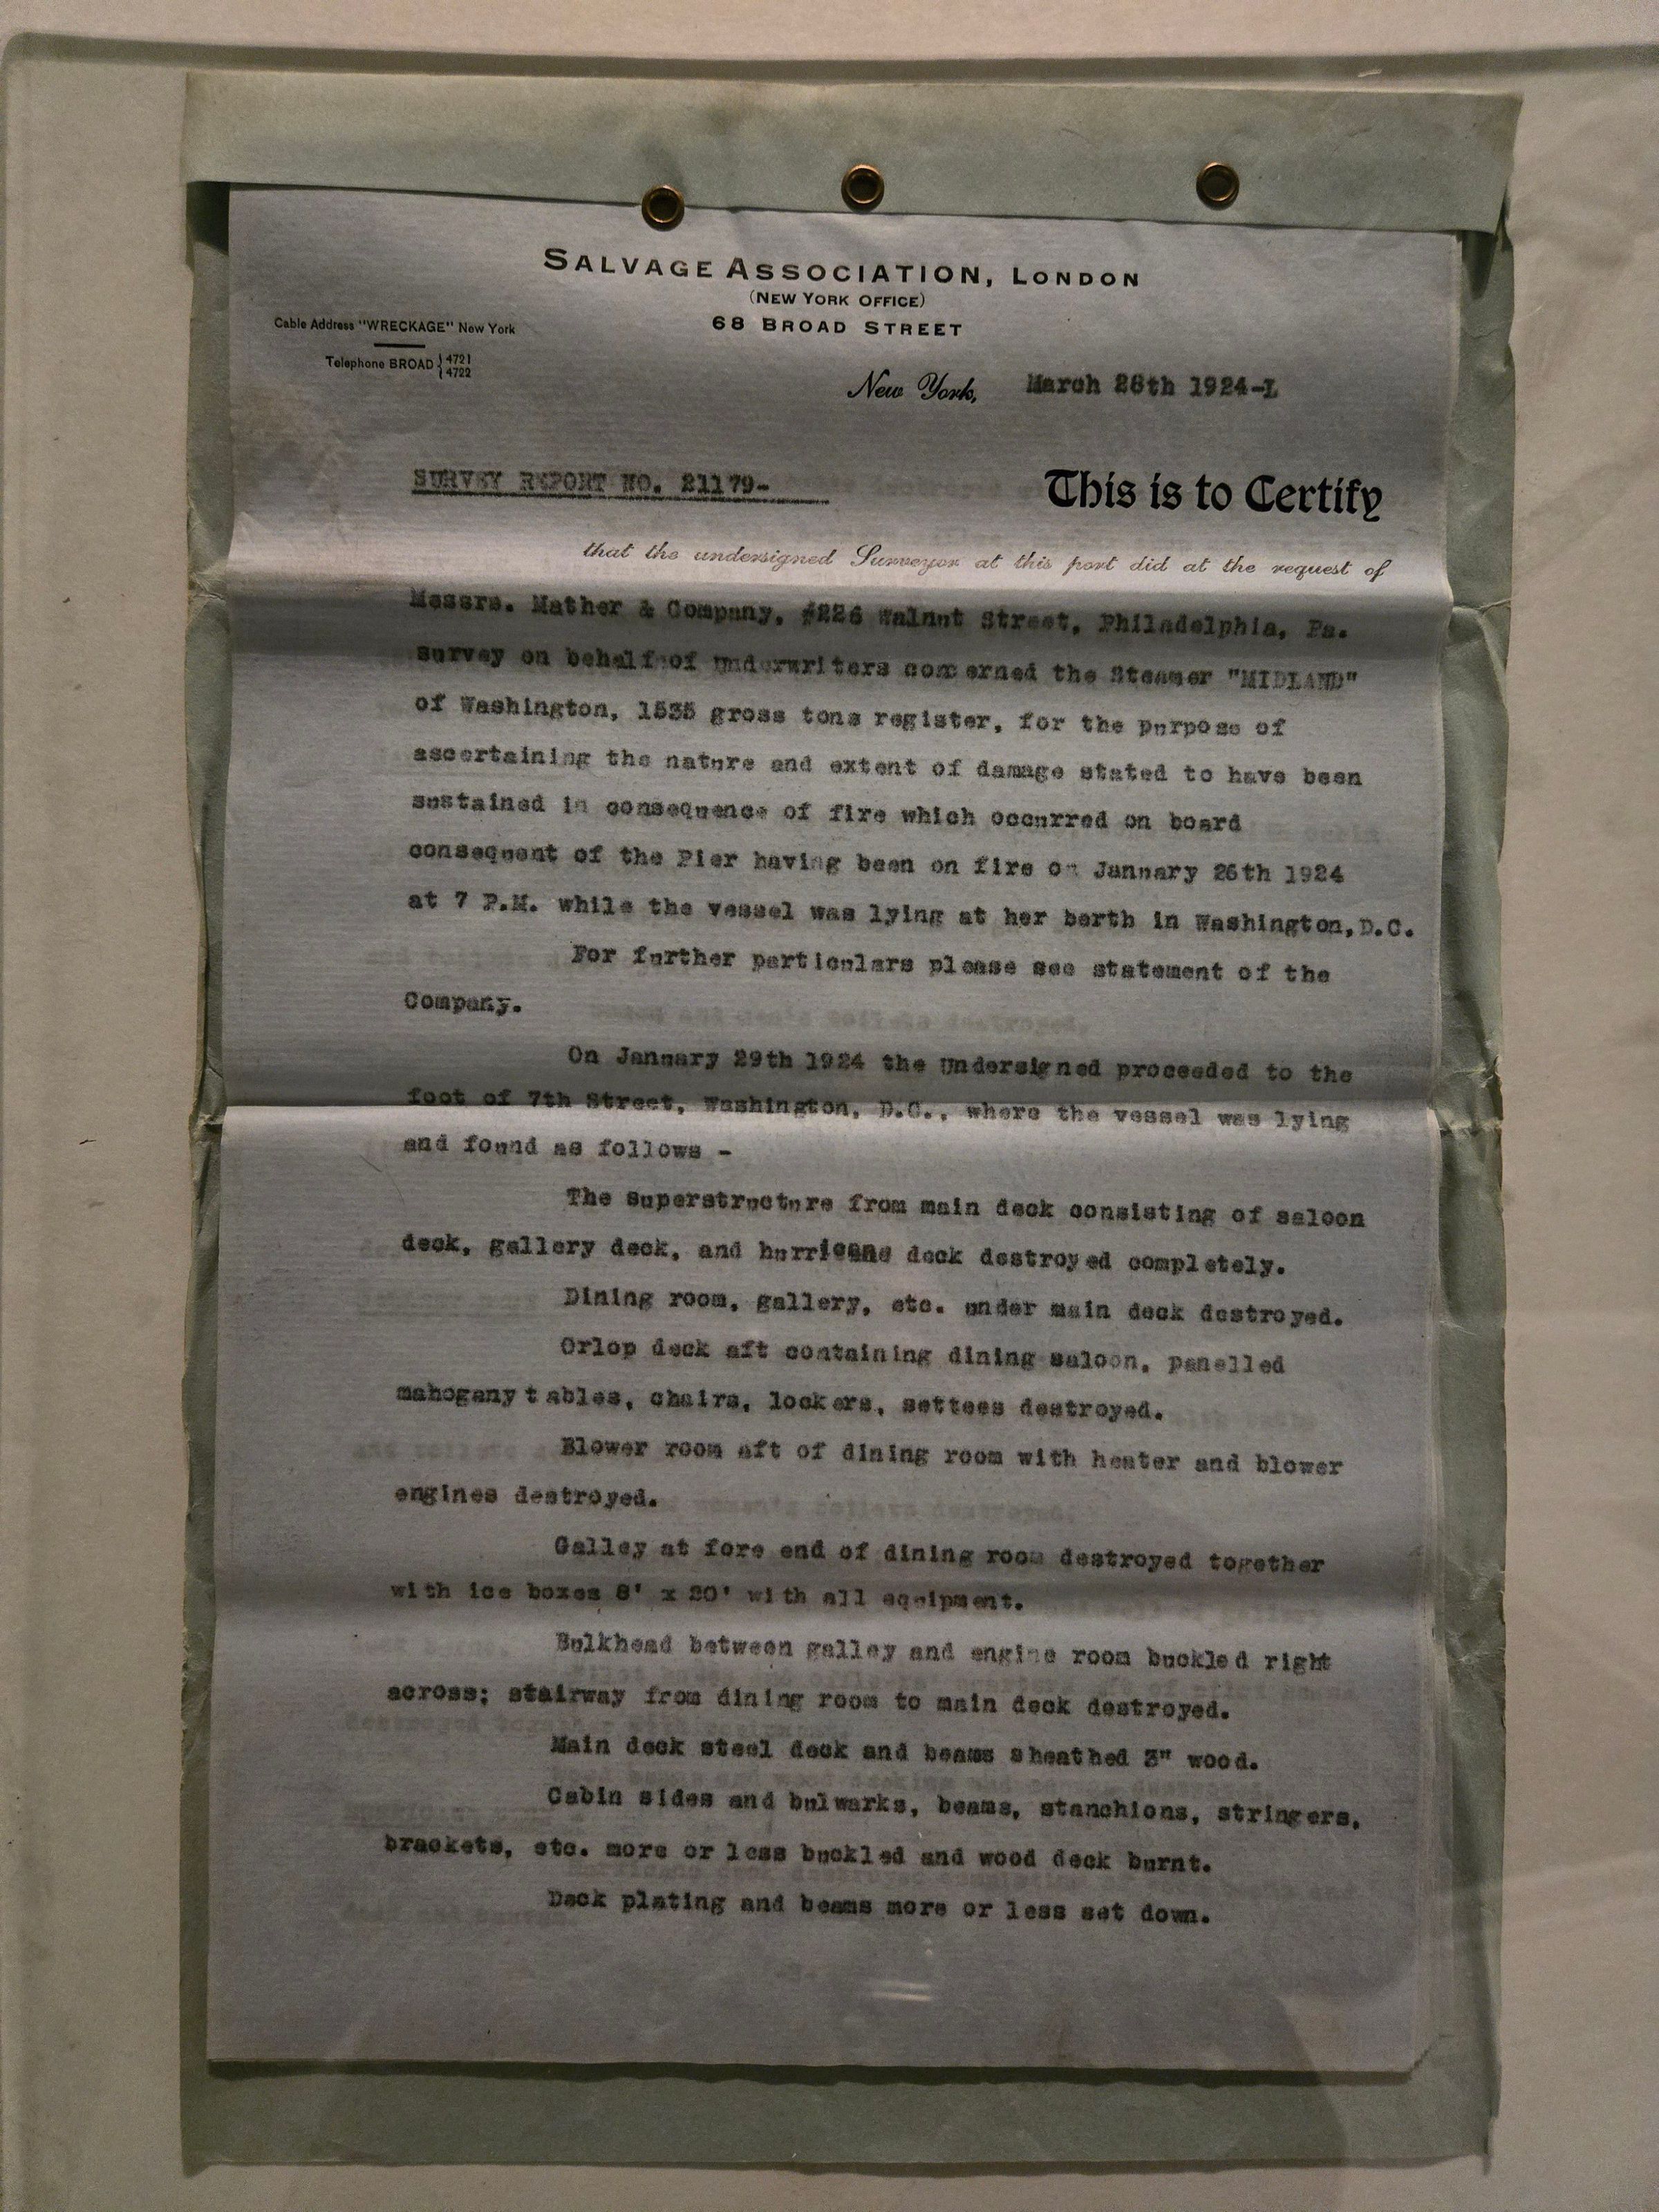 SALVAGE ASSOCIATION, LONDON
(NEW YORK OFFICE)
68 BROAD STREET
Cable Address "WRECKAGE" New York
Telephone BROAD { 4721
{ 4722
New York, March 26th 1924-L
SURVEY REPORT NO. 21179-
This is to Certify
that the undersigned Surveyor at this port did at the request of
Messrs. Mather & Company, #226 Walnut Street, Philadelphia, Pa.
survey on behalf of Underwriters concerned the Steamer "MIDLAND"
of Washington, 1535 gross tons register, for the purpose of
ascertaining the nature and extent of damage stated to have been
sustained in consequence of fire which occurred on board
consequent of the Pier having been on fire on January 26th 1924
at 7 P.M. while the vessel was lying at her berth in Washington,D.C.
For further particulars please see statement of the
Company.
On January 29th 1924 the Undersigned proceeded to the
foot of 7th Street, Washington, D.C., where the vessel was lying
and found as follows -
The superstructure from main deck consisting of saloon
deck, gallery deck, and hurricane deck destroyed completely.
Dining room, gallery, etc. under main deck destroyed.
Orlop deck aft containing dining saloon, panelled
mahogany tables, chairs, lockers, settees destroyed.
Blower room aft of dining room with heater and blower
engines destroyed.
Galley at fore end of dining room destroyed together
with ice boxes 8' x 20' with all equipment.
Bulkhead between galley and engine room buckled right
across; stairway from dining room to main deck destroyed.
Main deck steel deck and beams sheathed 3" wood.
Cabin sides and bulwarks, beams, stanchions, stringers,
brackets, etc. more or less buckled and wood deck burnt.
Deck plating and beams more or less set down.